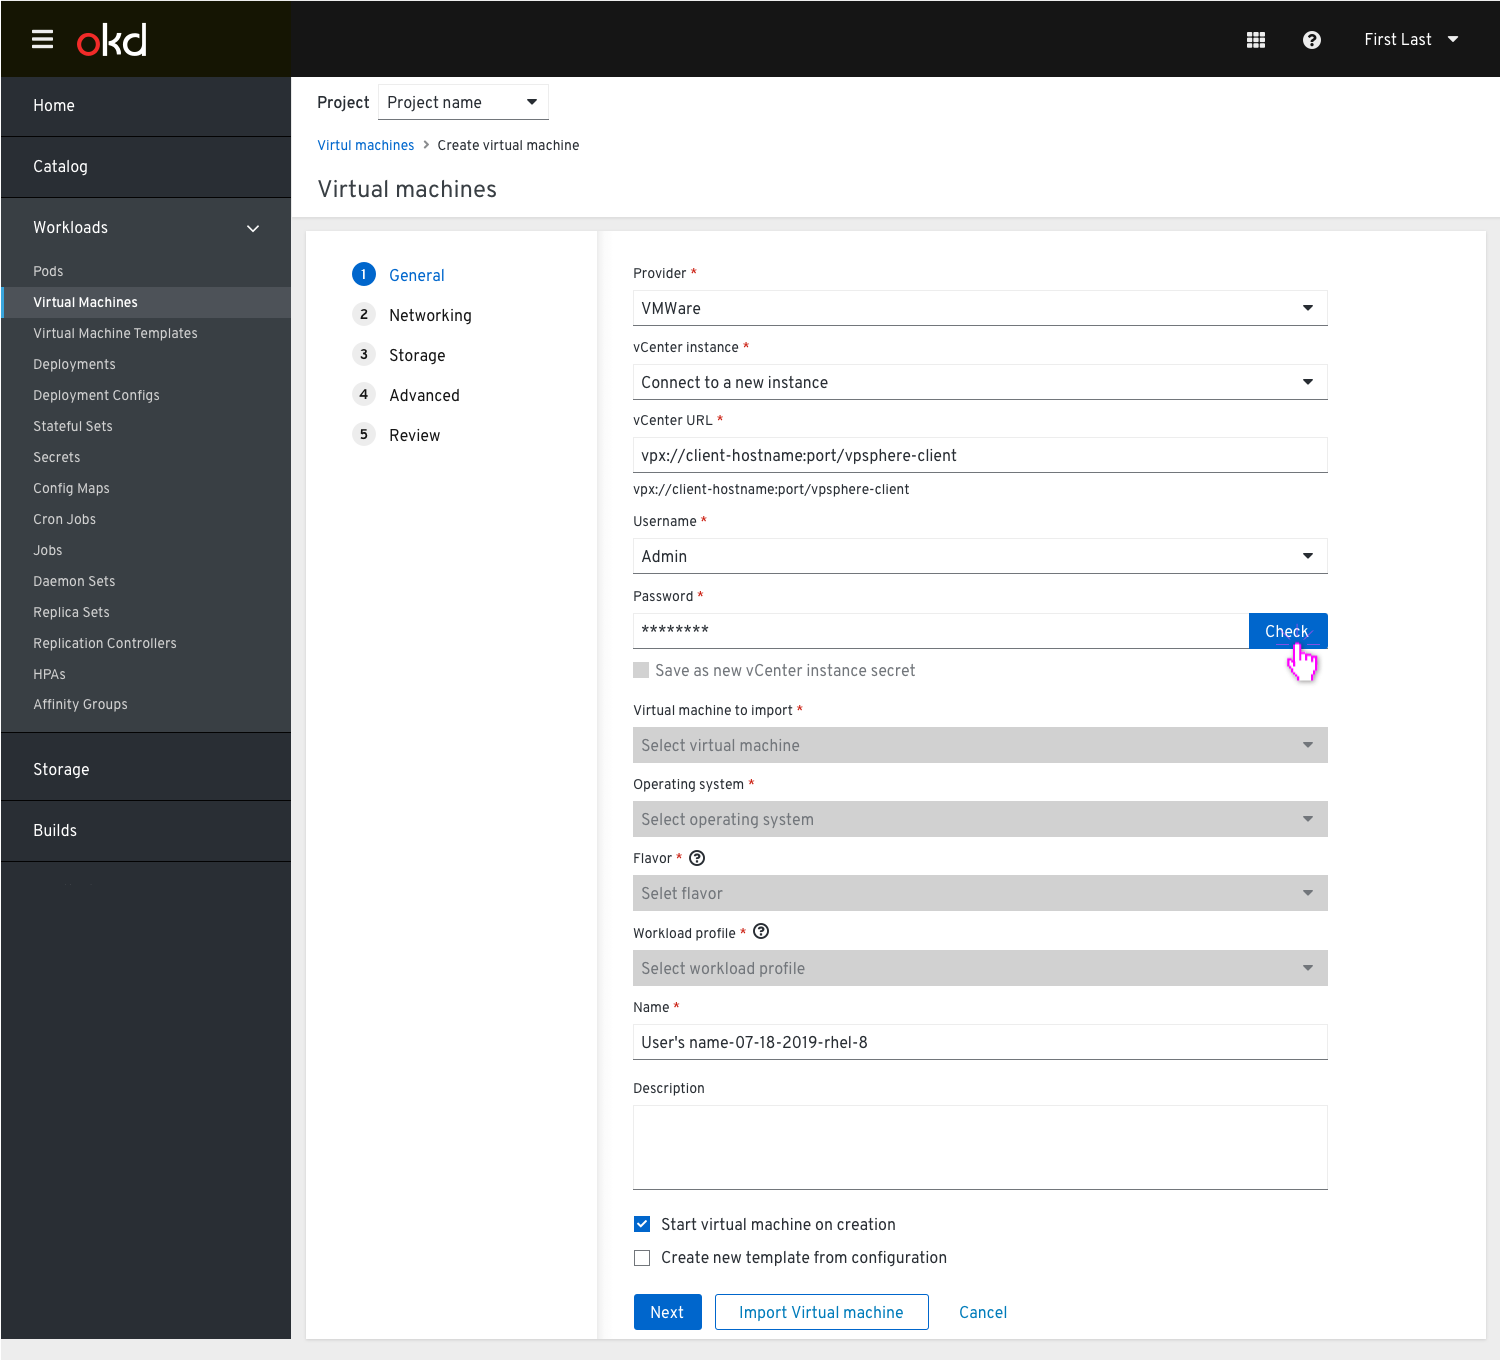 okd
First Last
Home
Catalog
Workloads
Pods
Virtual Machines
Virtual Machine Templates
Deployments
Deployment Configs
Stateful Sets
Secrets
Config Maps
Cron Jobs
Jobs
Daemon Sets
Replica Sets
Replication Controllers
HPAs
Affinity Groups
Storage
Builds
Project Project name
Virtul machines > Create virtual machine
Virtual machines
1 General
2 Networking
3 Storage
4 Advanced
5 Review
Provider *
VMWare
vCenter instance *
Connect to a new instance
vCenter URL *
vpx://client-hostname:port/vpsphere-client
vpx://client-hostname:port/vpsphere-client
Username *
Admin
Password *
******** Check
Save as new vCenter instance secret
Virtual machine to import *
Select virtual machine
Operating system *
Select operating system
Flavor * ?
Selet flavor
Workload profile * ?
Select workload profile
Name *
User's name-07-18-2019-rhel-8
Description
Start virtual machine on creation
Create new template from configuration
Next Import Virtual machine Cancel